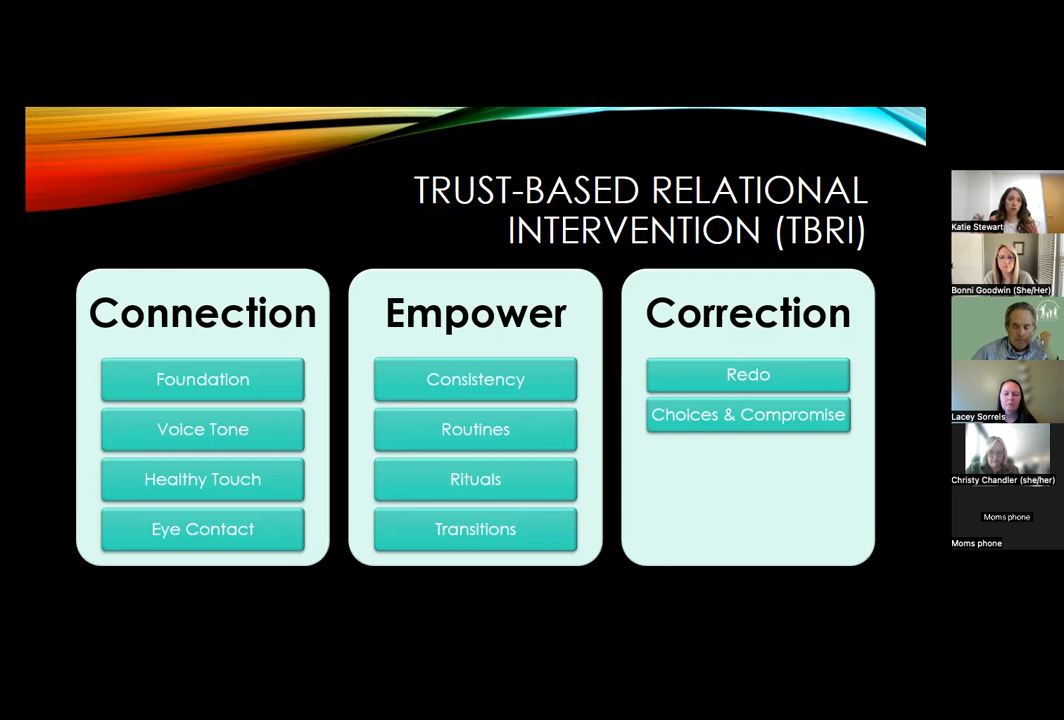 TRUST-BASED RELATIONAL
INTERVENTION (TBRI)
Connection
Foundation
Voice Tone
Healthy Touch
Eye Contact
Empower
Consistency
Routines
Rituals
Transitions
Correction
Redo
Choices & Compromise
Katie Stewart
Bonni Goodwin (She/Her)
Lacey Sorrels
Christy Chandler (she/her)
Moms phone
Moms phone